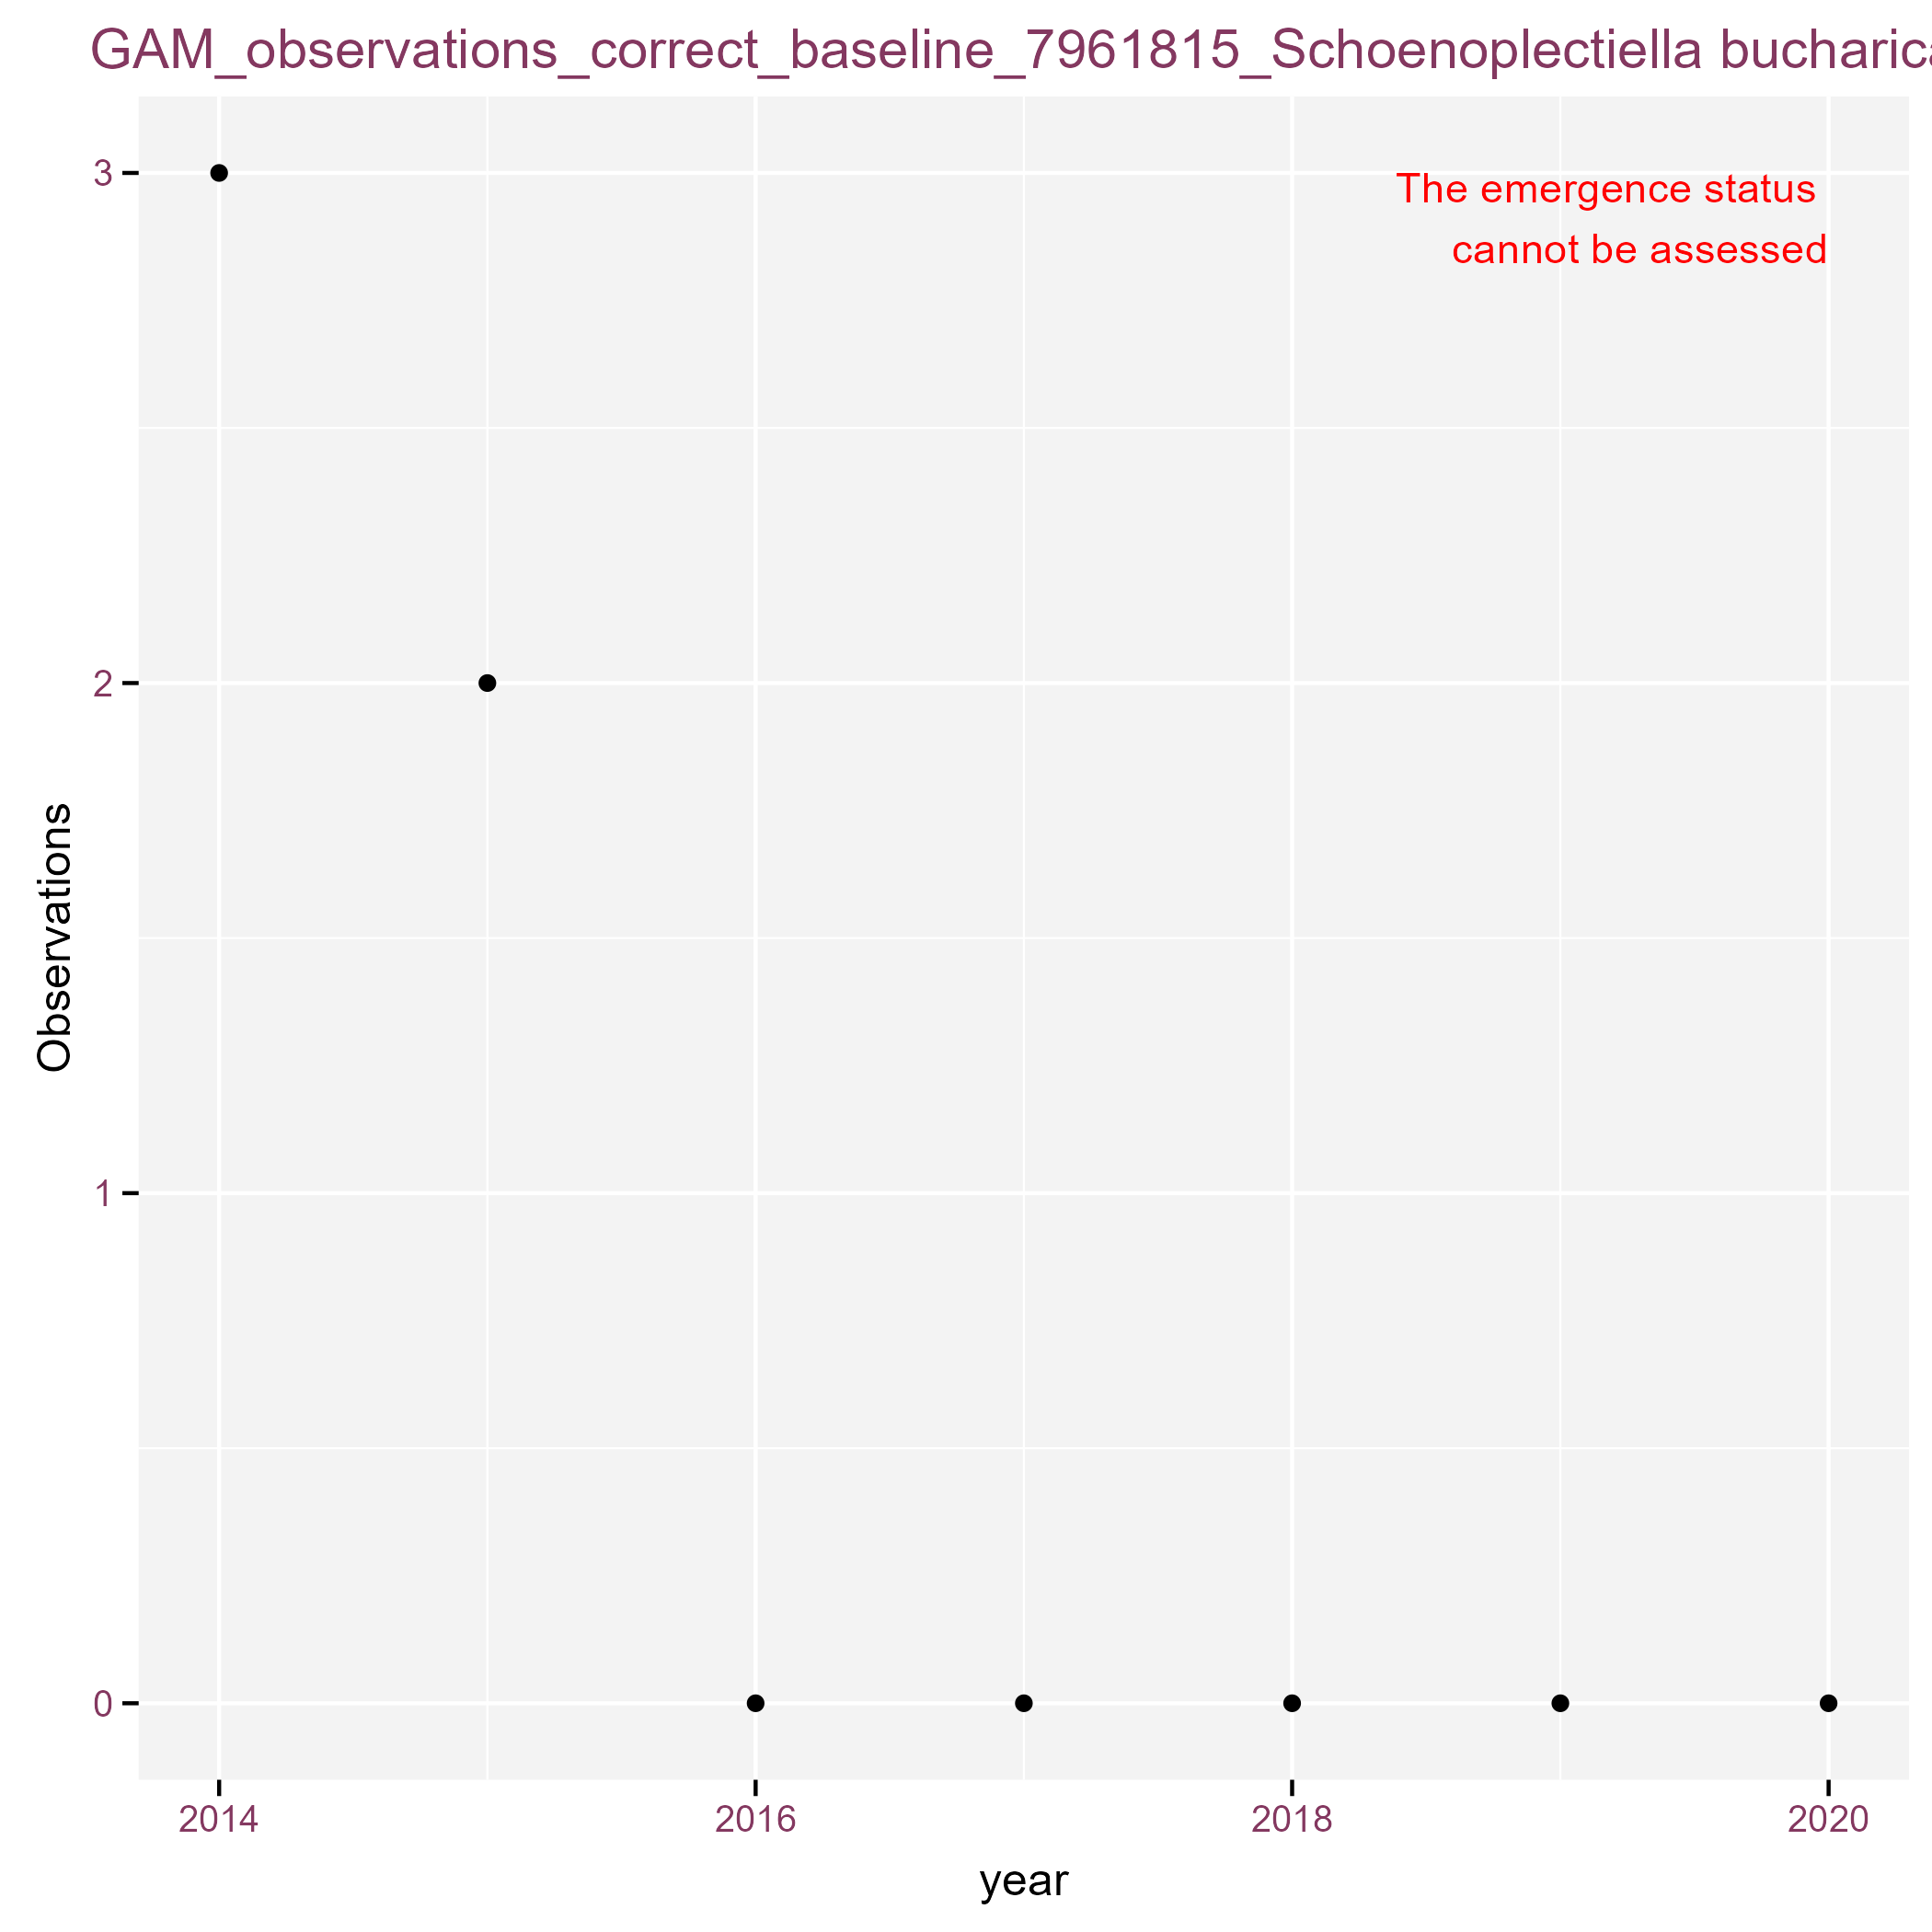 GAM_observations_correct_baseline_7961815_Schoenoplectiella bucharica
The emergence status
cannot be assessed
3
2
1
0
Observations
2014
2016
2018
2020
year